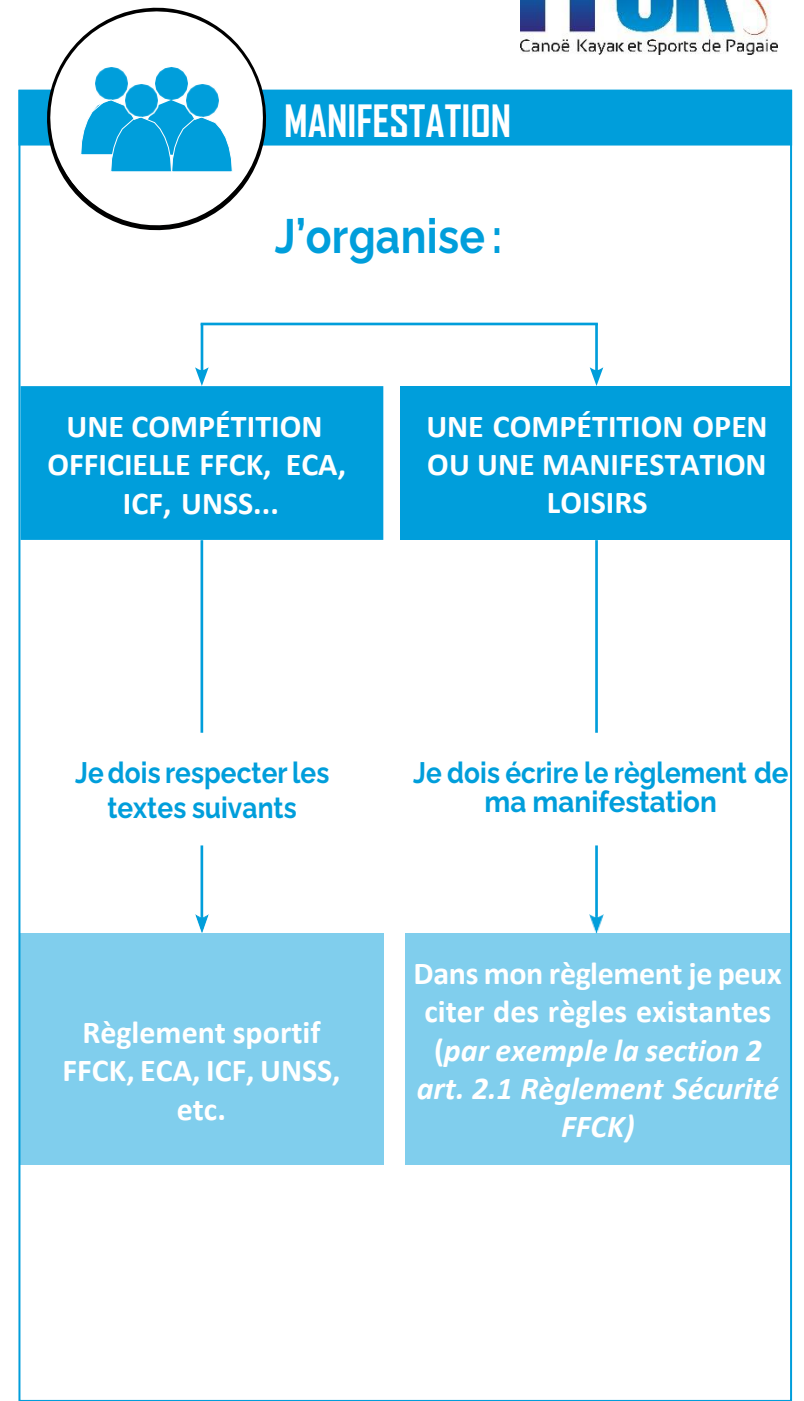 FFCK
Canoë Kayak et Sports de Pagaie
MANIFESTATION
J'organise :
UNE COMPÉTITION
OFFICIELLE FFCK, ECA,
ICF, UNSS...
UNE COMPÉTITION OPEN
OU UNE MANIFESTATION
LOISIRS
Je dois respecter les
textes suivants
Je dois écrire le règlement de
ma manifestation
Règlement sportif
FFCK, ECA, ICF, UNSS,
etc.
Dans mon règlement je peux
citer des règles existantes
(par exemple la section 2
art. 2.1 Règlement Sécurité
FFCK)